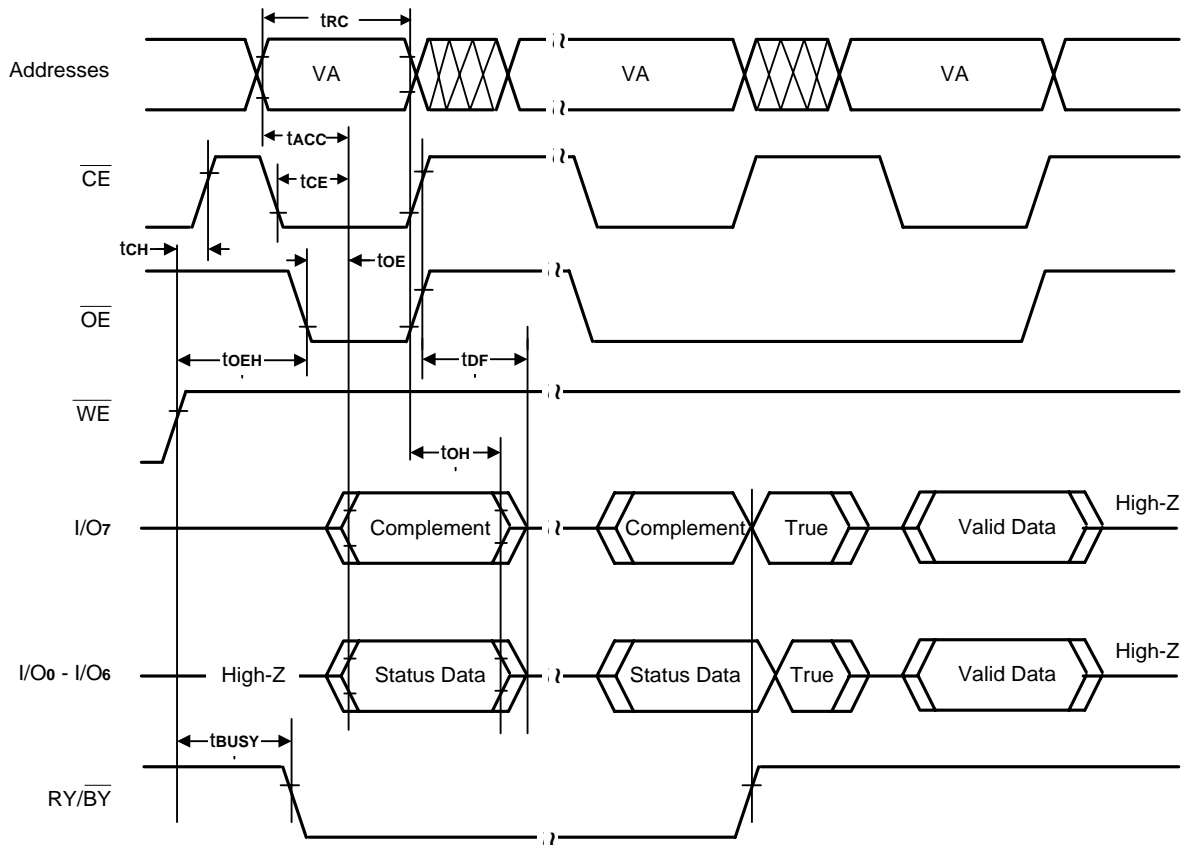 tRC
Addresses VA VA VA
tACC
CE tCE
tCH tOE
OE
tOEH tDF
WE
tOH
I/O7 Complement Complement True Valid Data High-Z
I/O0 - I/O6 High-Z Status Data Status Data True Valid Data High-Z
tBUSY
RY/BY